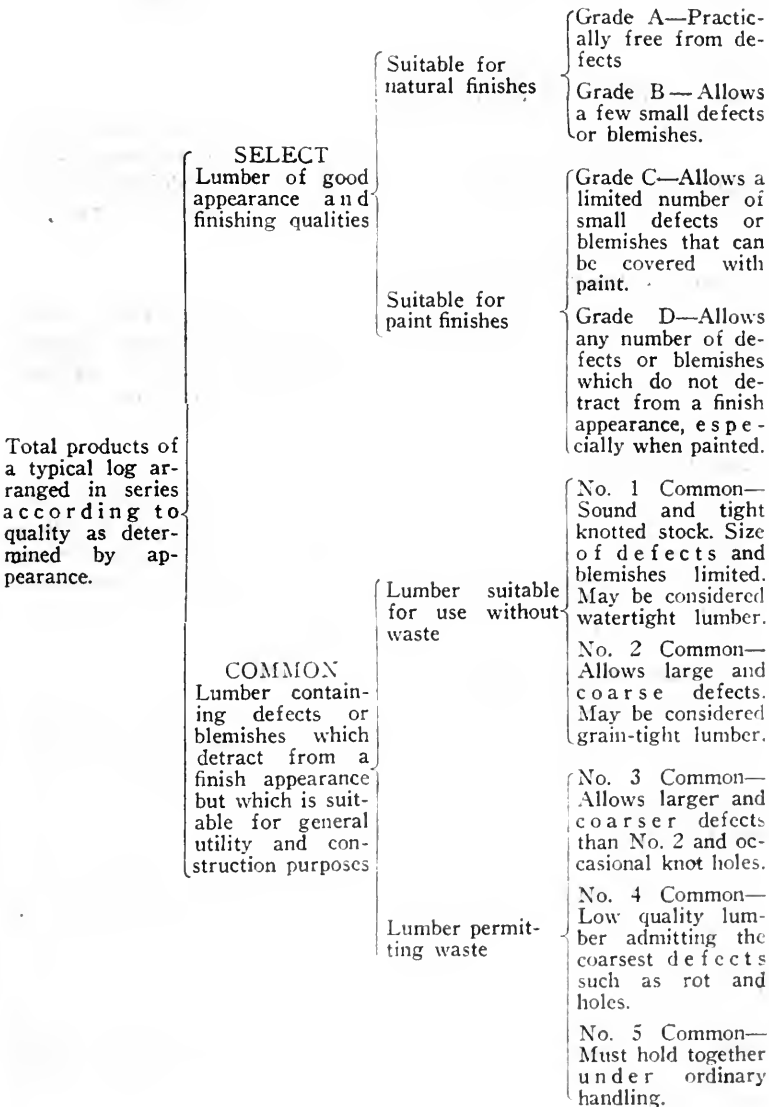 Total products of
a typical log ar-
ranged in series
according to
quality as deter-
mined by ap-
pearance.
SELECT
Lumber of good
appearance and
finishing qualities
Suitable for
natural finishes
Grade A—Practic-
ally free from de-
fects
Grade B—Allows
a few small defects
or blemishes.
Suitable for
paint finishes
Grade C—Allows a
limited number of
small defects or
blemishes that can
be covered with
paint.
Grade D—Allows
any number of de-
fects or blemishes
which do not de-
tract from a finish
appearance, espe-
cially when painted.
COMMON
Lumber contain-
ing defects or
blemishes which
detract from a
finish appearance
but which is suit-
able for general
utility and con-
struction purposes
Lumber suitable
for use without
waste
No. 1 Common—
Sound and tight
knotted stock. Size
of defects and
blemishes limited.
May be considered
watertight lumber.
No. 2 Common—
Allows large and
coarse defects.
May be considered
grain-tight lumber.
Lumber permit-
ting waste
No. 3 Common—
Allows larger and
coarser defects
than No. 2 and oc-
casional knot holes.
No. 4 Common—
Low quality lum-
ber admitting the
coarsest defects
such as rot and
holes.
No. 5 Common—
Must hold together
under ordinary
handling.